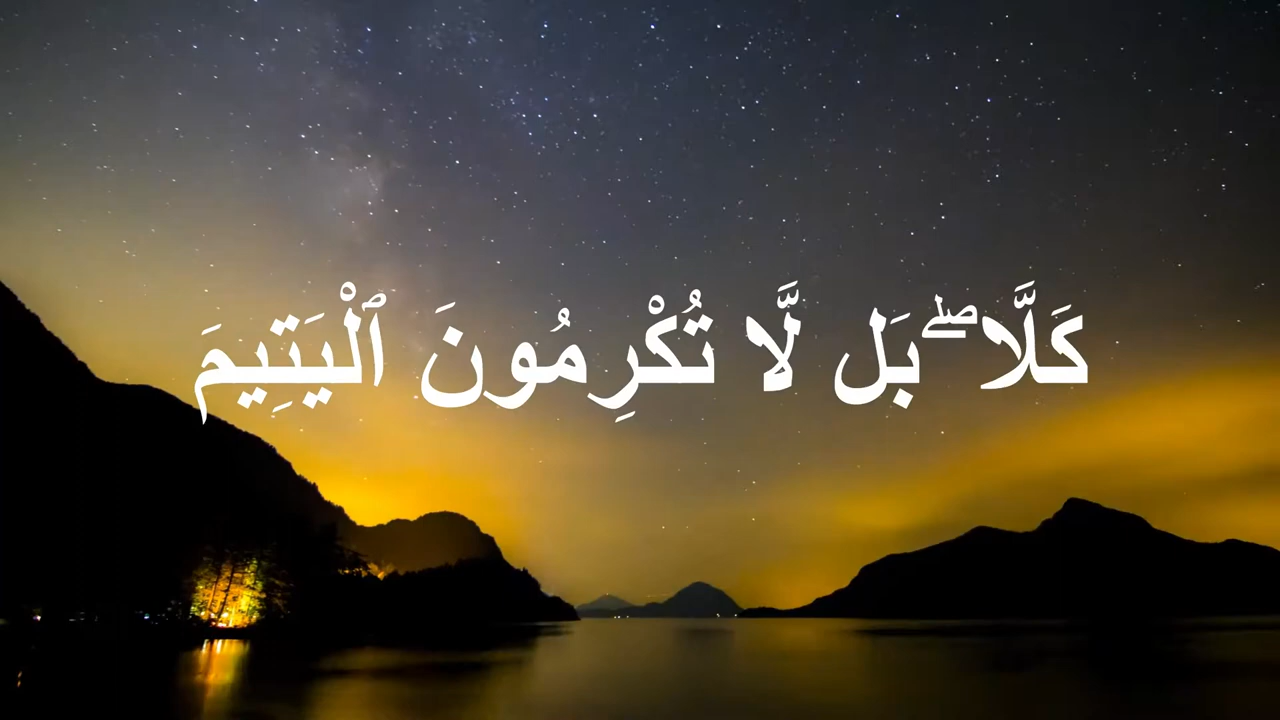 كَلَّا ۖ بَل لَّا تُكْرِمُونَ ٱلْيَتِيمَ